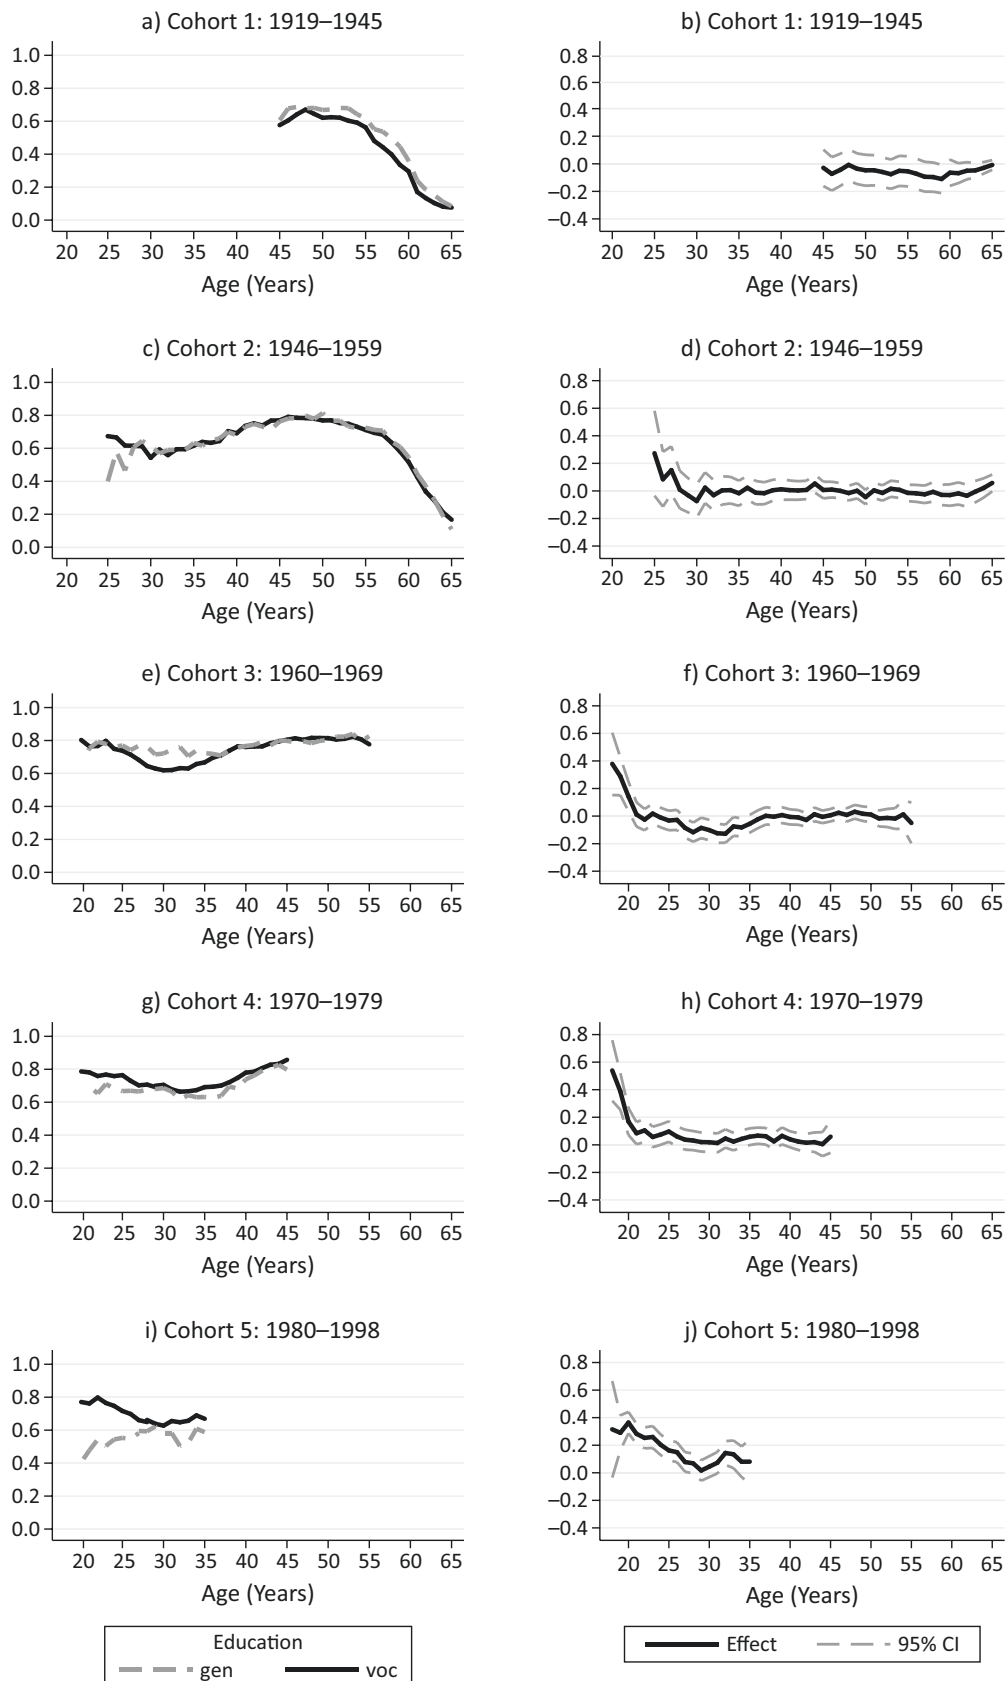 a) Cohort 1: 1919–1945
1.0
0.8
0.6
0.4
0.2
0.0
20 25 30 35 40 45 50 55 60 65
Age (Years)
b) Cohort 1: 1919–1945
0.8
0.6
0.4
0.2
0.0
−0.2
−0.4
20 25 30 35 40 45 50 55 60 65
Age (Years)
c) Cohort 2: 1946–1959
1.0
0.8
0.6
0.4
0.2
0.0
20 25 30 35 40 45 50 55 60 65
Age (Years)
d) Cohort 2: 1946–1959
0.8
0.6
0.4
0.2
0.0
−0.2
−0.4
20 25 30 35 40 45 50 55 60 65
Age (Years)
e) Cohort 3: 1960–1969
1.0
0.8
0.6
0.4
0.2
0.0
20 25 30 35 40 45 50 55 60 65
Age (Years)
f) Cohort 3: 1960–1969
0.8
0.6
0.4
0.2
0.0
−0.2
−0.4
20 25 30 35 40 45 50 55 60 65
Age (Years)
g) Cohort 4: 1970–1979
1.0
0.8
0.6
0.4
0.2
0.0
20 25 30 35 40 45 50 55 60 65
Age (Years)
h) Cohort 4: 1970–1979
0.8
0.6
0.4
0.2
0.0
−0.2
−0.4
20 25 30 35 40 45 50 55 60 65
Age (Years)
i) Cohort 5: 1980–1998
1.0
0.8
0.6
0.4
0.2
0.0
20 25 30 35 40 45 50 55 60 65
Age (Years)
j) Cohort 5: 1980–1998
0.8
0.6
0.4
0.2
0.0
−0.2
−0.4
20 25 30 35 40 45 50 55 60 65
Age (Years)
Education
gen voc
Effect 95% CI